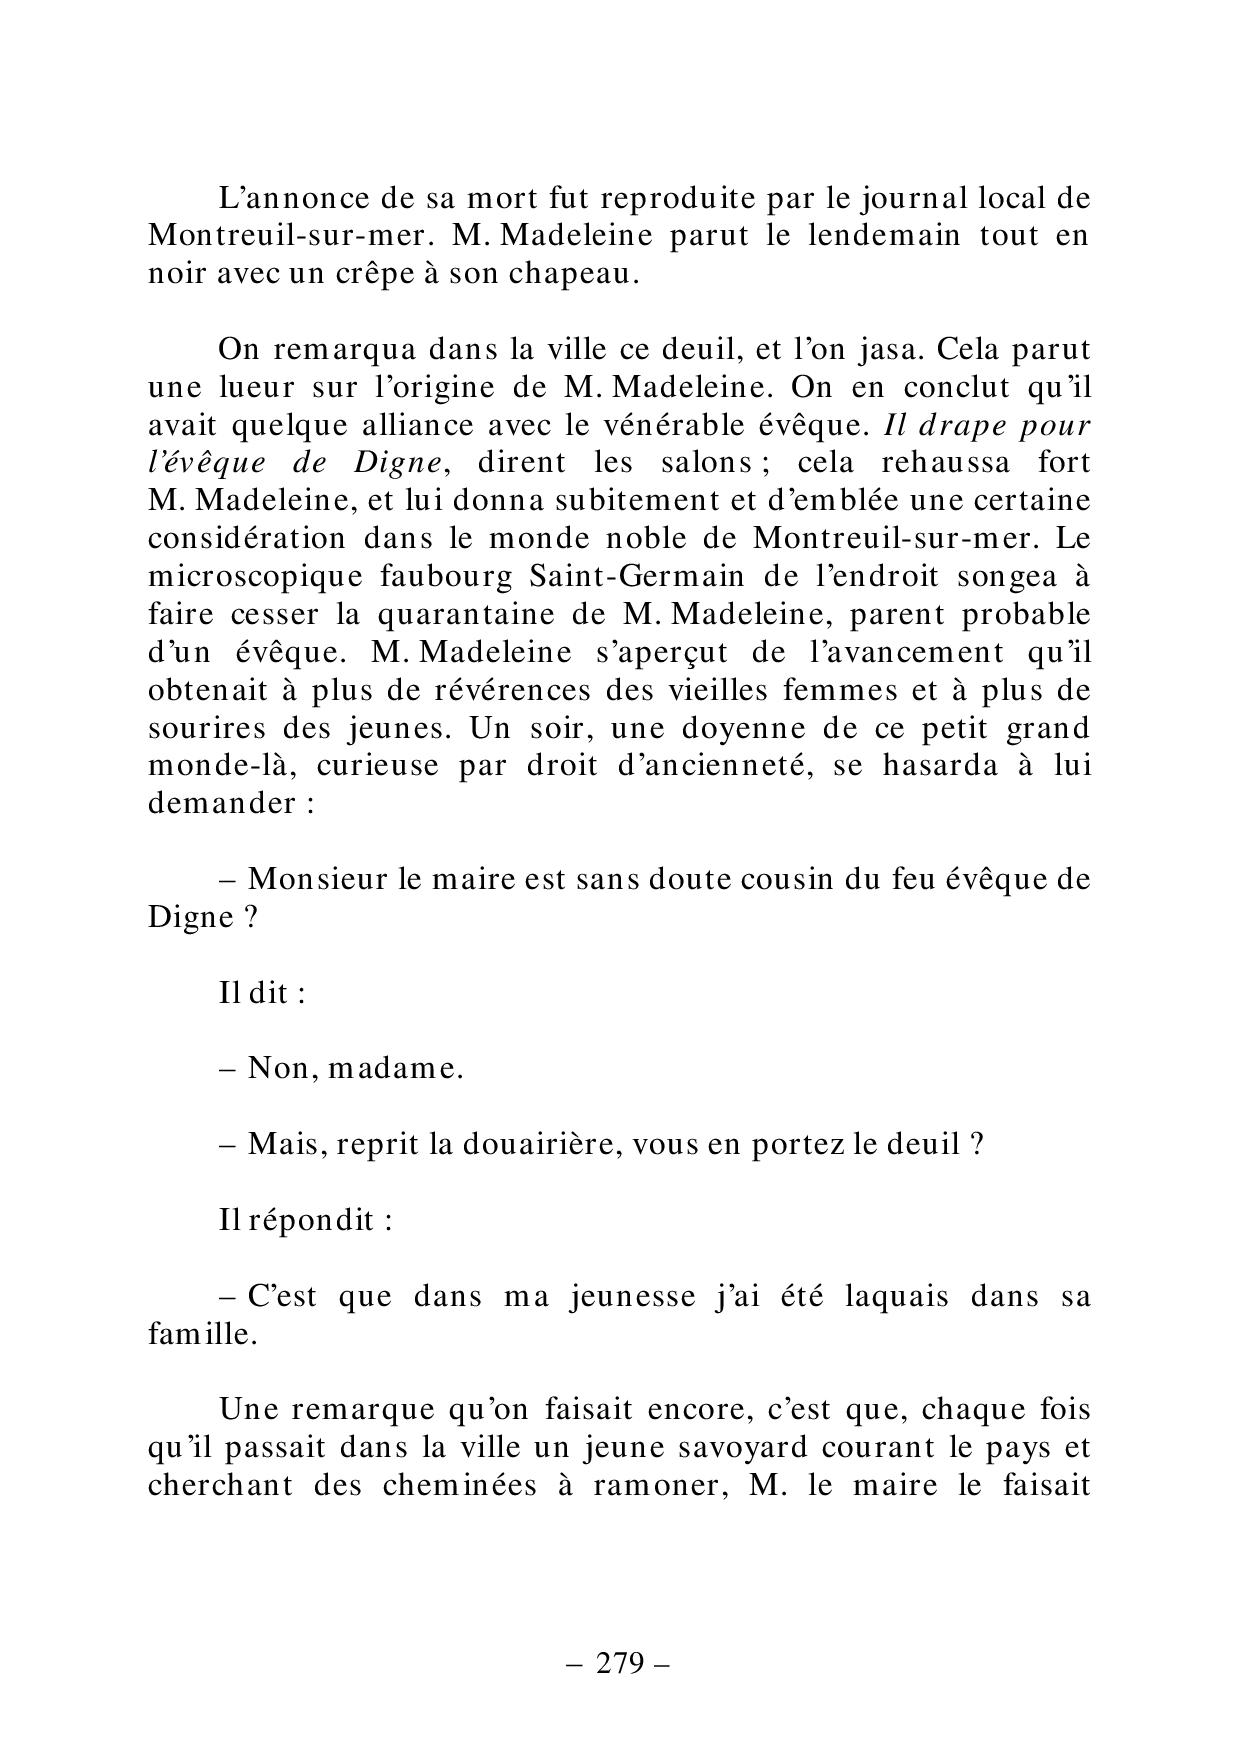 L’annonce de sa mort fut reproduite par le journal local de
Montreuil-sur-mer. M. Madeleine parut le lendemain tout en
noir avec un crêpe à son chapeau.
On remarqua dans la ville ce deuil, et l’on jasa. Cela parut
une lueur sur l’origine de M. Madeleine. On en conclut qu’il
avait quelque alliance avec le vénérable évêque. Il drape pour
l’évêque de Digne, dirent les salons ; cela rehaussa fort
M. Madeleine, et lui donna subitement et d’emblée une certaine
considération dans le monde noble de Montreuil-sur-mer. Le
microscopique faubourg Saint-Germain de l’endroit songea à
faire cesser la quarantaine de M. Madeleine, parent probable
d’un évêque. M. Madeleine s’aperçut de l’avancement qu’il
obtenait à plus de révérences des vieilles femmes et à plus de
sourires des jeunes. Un soir, une doyenne de ce petit grand
monde-là, curieuse par droit d’ancienneté, se hasarda à lui
demander :
– Monsieur le maire est sans doute cousin du feu évêque de
Digne ?
Il dit :
– Non, madame.
– Mais, reprit la douairière, vous en portez le deuil ?
Il répondit :
– C’est que dans ma jeunesse j’ai été laquais dans sa
famille.
Une remarque qu’on faisait encore, c’est que, chaque fois
qu’il passait dans la ville un jeune savoyard courant le pays et
cherchant des cheminées à ramoner, M. le maire le faisait
– 279 –